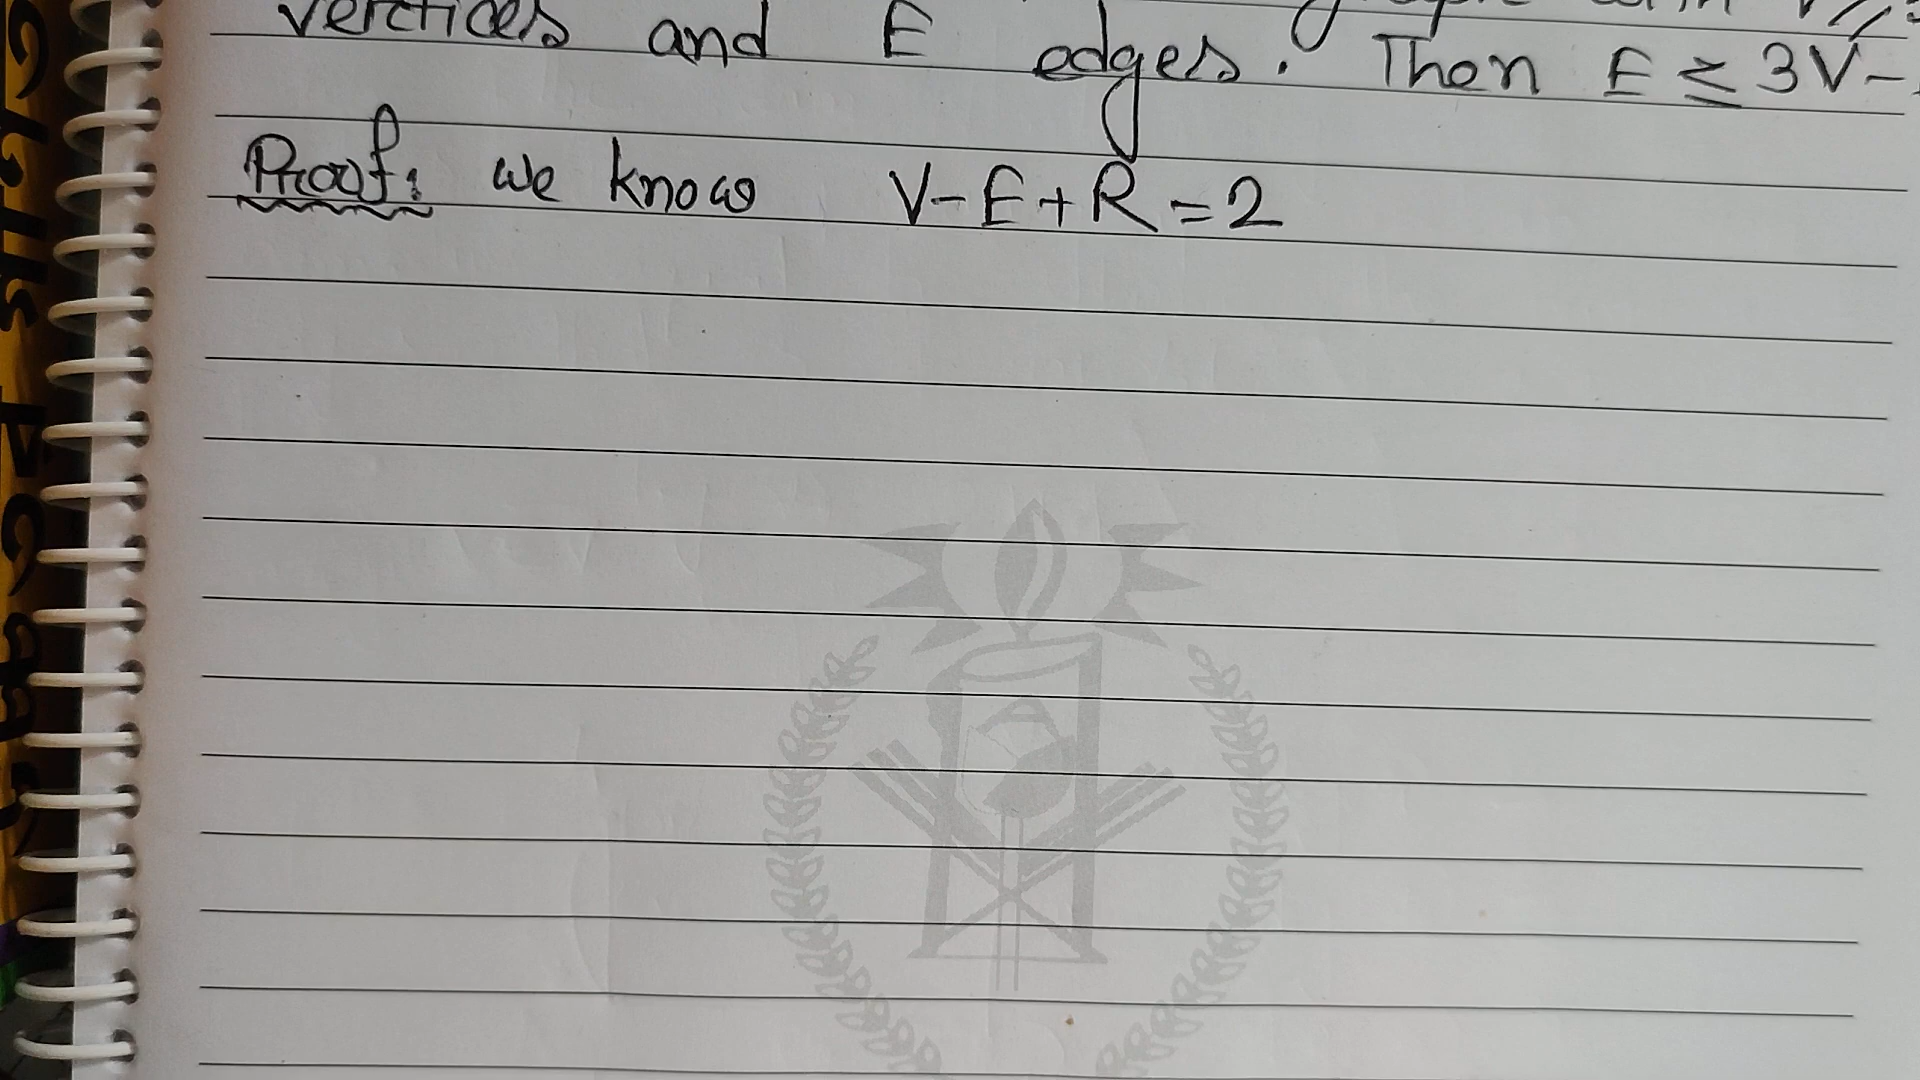 vertices and E edges. Then E ≤ 3V-
Proof: we know V-E+R=2